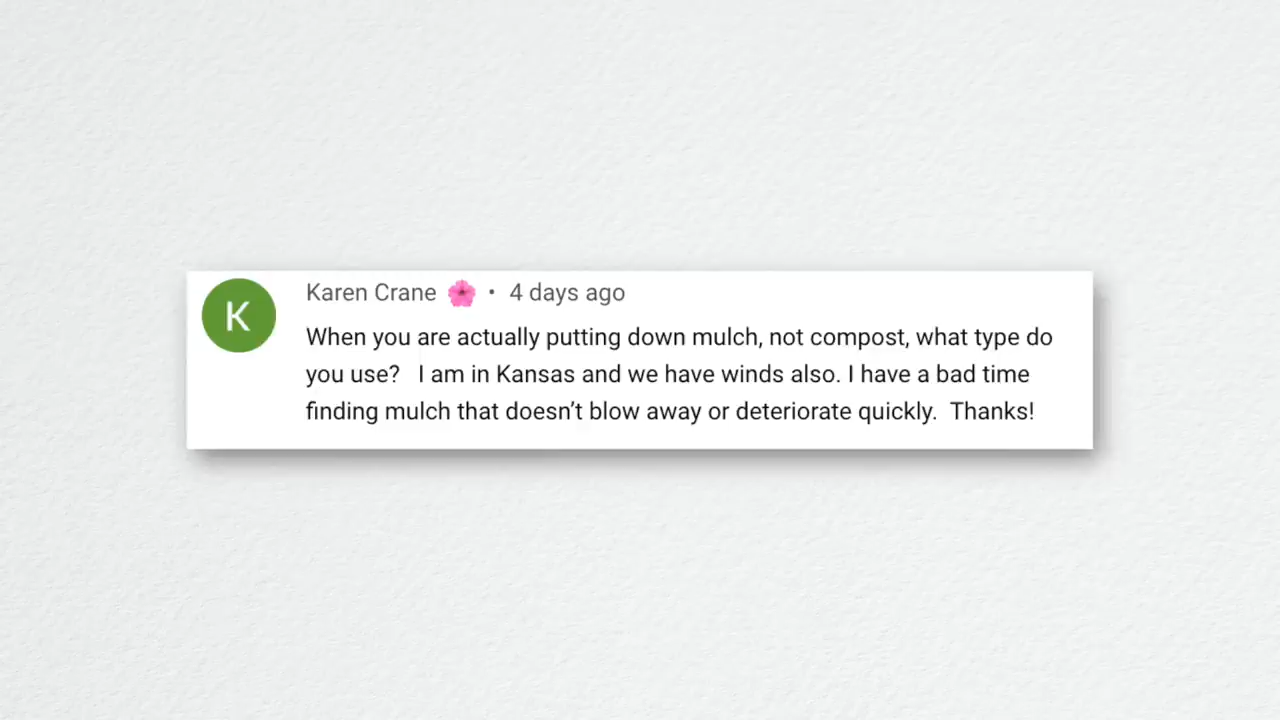 K
Karen Crane 🌸 • 4 days ago
When you are actually putting down mulch, not compost, what type do
you use?   I am in Kansas and we have winds also. I have a bad time
finding mulch that doesn’t blow away or deteriorate quickly.  Thanks!